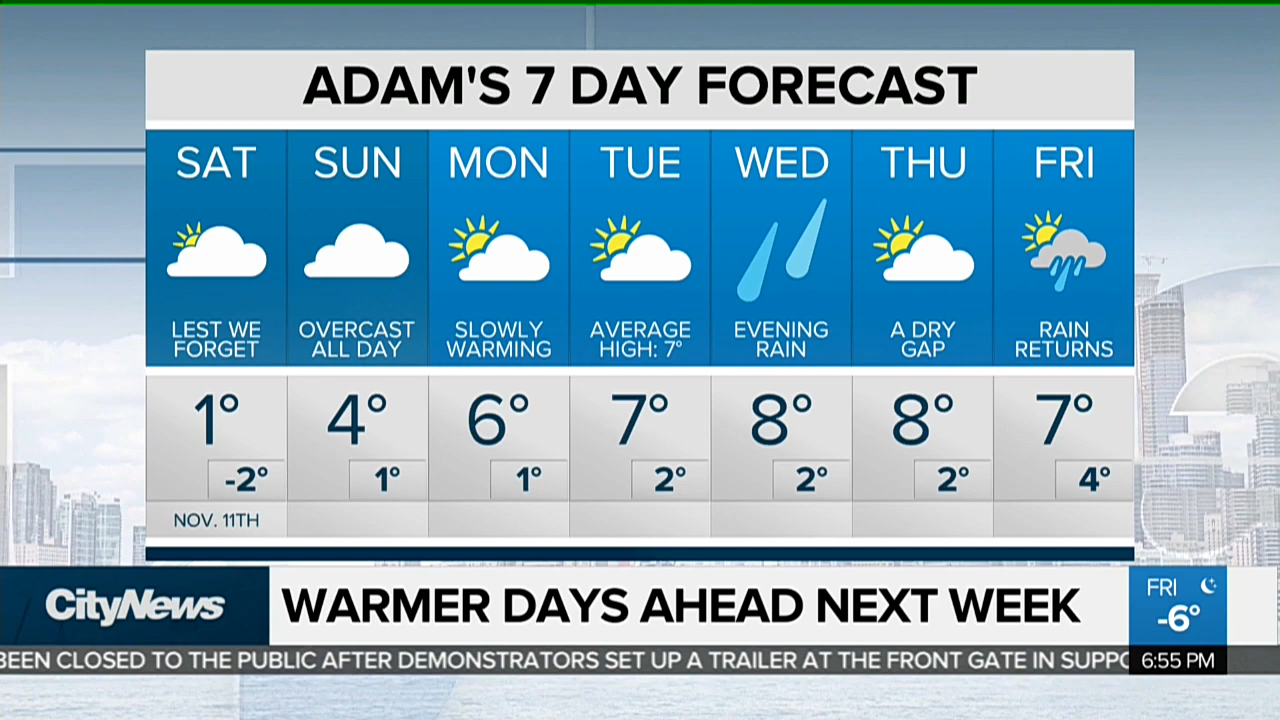 ADAM'S 7 DAY FORECAST
SAT SUN MON TUE WED THU FRI
LEST WE FORGET
OVERCAST ALL DAY
SLOWLY WARMING
AVERAGE HIGH: 7°
EVENING RAIN
A DRY GAP
RAIN RETURNS
1° 4° 6° 7° 8° 8° 7°
-2° 1° 1° 2° 2° 2° 4°
NOV. 11TH
CityNews
WARMER DAYS AHEAD NEXT WEEK
FRI
-6°
BEEN CLOSED TO THE PUBLIC AFTER DEMONSTRATORS SET UP A TRAILER AT THE FRONT GATE IN SUPPO
6:55 PM